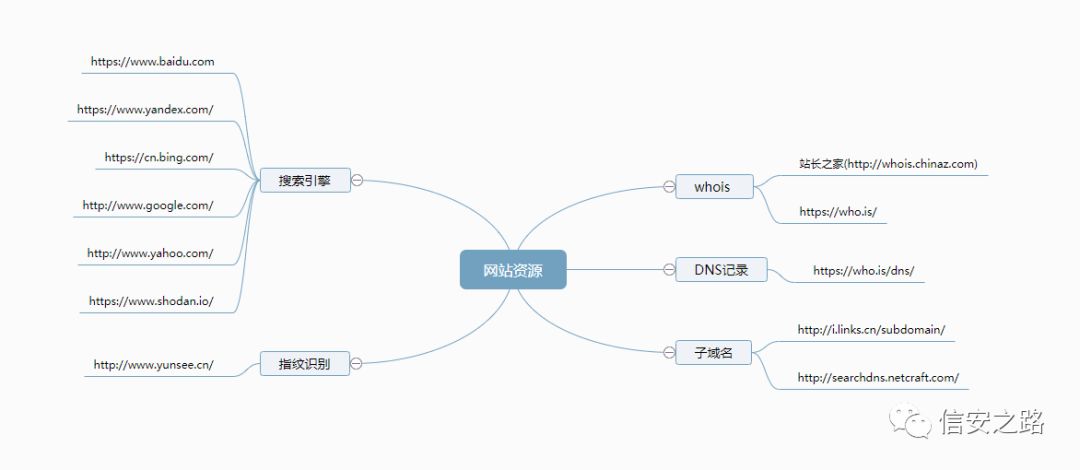 网站资源
搜索引擎
https://www.baidu.com
https://www.yandex.com/
https://cn.bing.com/
http://www.google.com/
http://www.yahoo.com/
https://www.shodan.io/
指纹识别
http://www.yunsee.cn/
whois
站长之家(http://whois.chinaz.com)
https://who.is/
DNS记录
https://who.is/dns/
子域名
http://i.links.cn/subdomain/
http://searchdns.netcraft.com/
信安之路